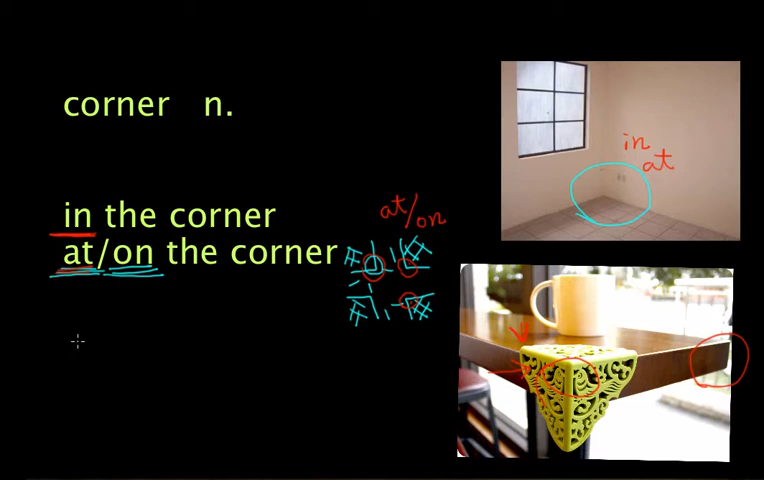 corner n.
in the corner
at/on the corner
at/on
in
at